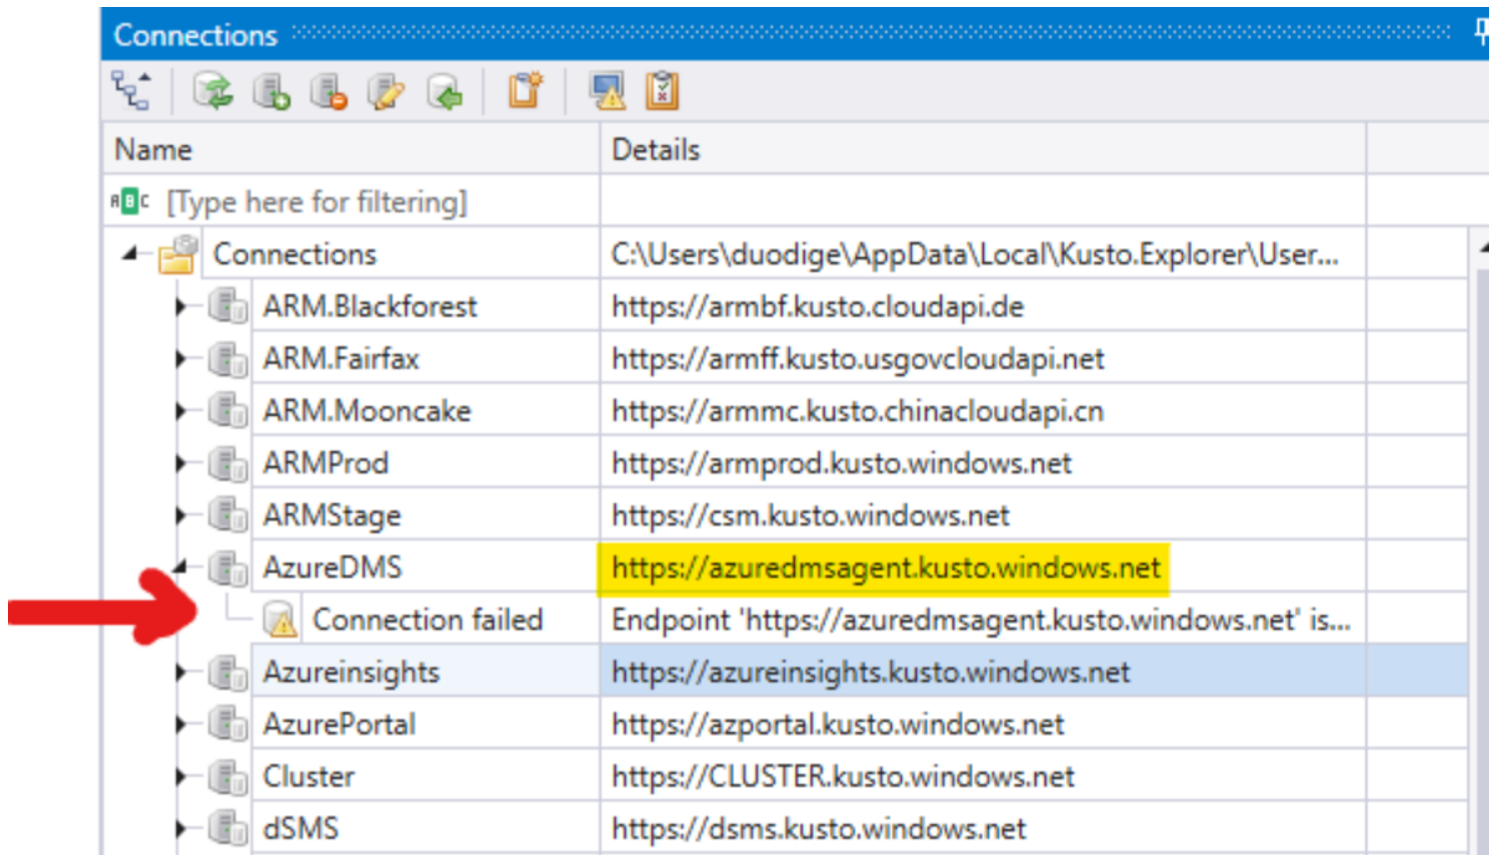 Connections
Name Details
ABC [Type here for filtering]
Connections C:\Users\duodige\AppData\Local\Kusto.Explorer\User...
ARM.Blackforest https://armbf.kusto.cloudapi.de
ARM.Fairfax https://armff.kusto.usgovcloudapi.net
ARM.Mooncake https://armmc.kusto.chinacloudapi.cn
ARMProd https://armprod.kusto.windows.net
ARMStage https://csm.kusto.windows.net
AzureDMS https://azuredmsagent.kusto.windows.net
Connection failed Endpoint 'https://azuredmsagent.kusto.windows.net' is...
Azureinsights https://azureinsights.kusto.windows.net
AzurePortal https://azportal.kusto.windows.net
Cluster https://CLUSTER.kusto.windows.net
dSMS https://dsms.kusto.windows.net